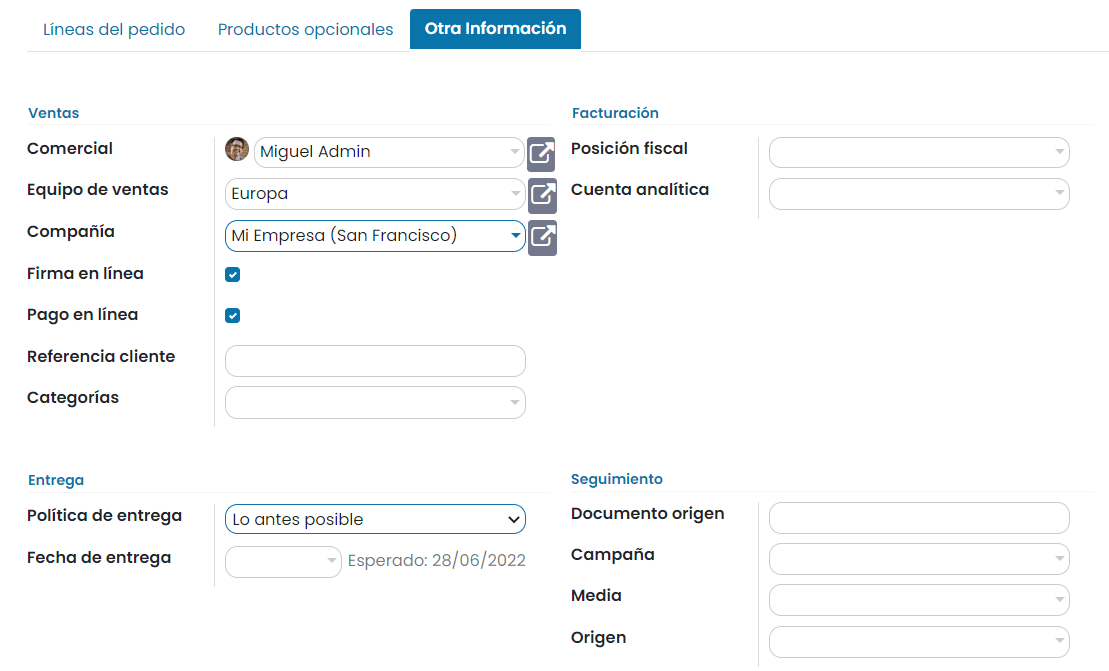 Líneas del pedido Productos opcionales Otra Información
Ventas
Comercial Miguel Admin
Equipo de ventas Europa
Compañía Mi Empresa (San Francisco)
Firma en línea
Pago en línea
Referencia cliente
Categorías
Facturación
Posición fiscal
Cuenta analítica
Entrega
Política de entrega Lo antes posible
Fecha de entrega Esperado: 28/06/2022
Seguimiento
Documento origen
Campaña
Media
Origen